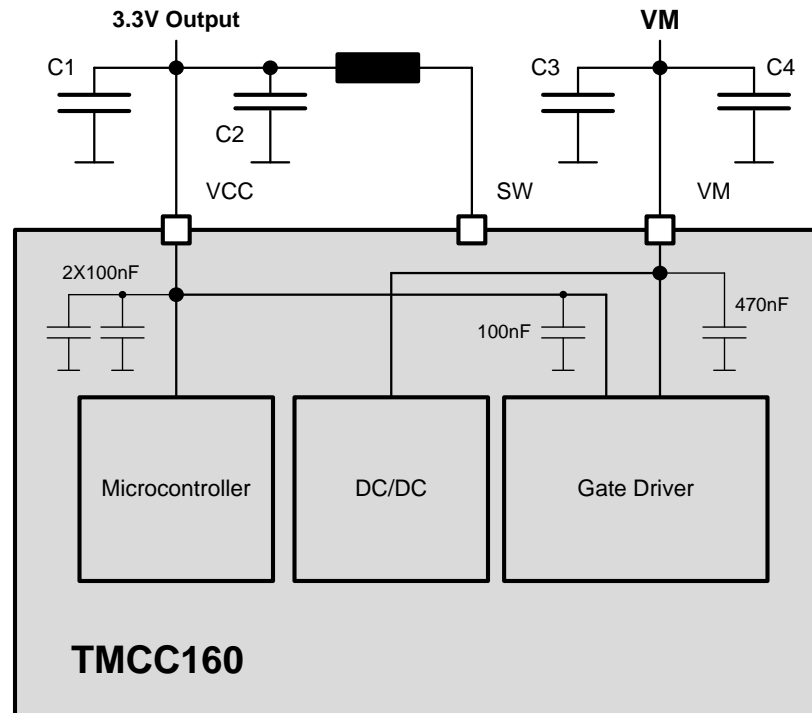 3.3V Output
VM
C1
C2
C3
C4
VCC
SW
VM
2X100nF
100nF
470nF
Microcontroller
DC/DC
Gate Driver
TMCC160